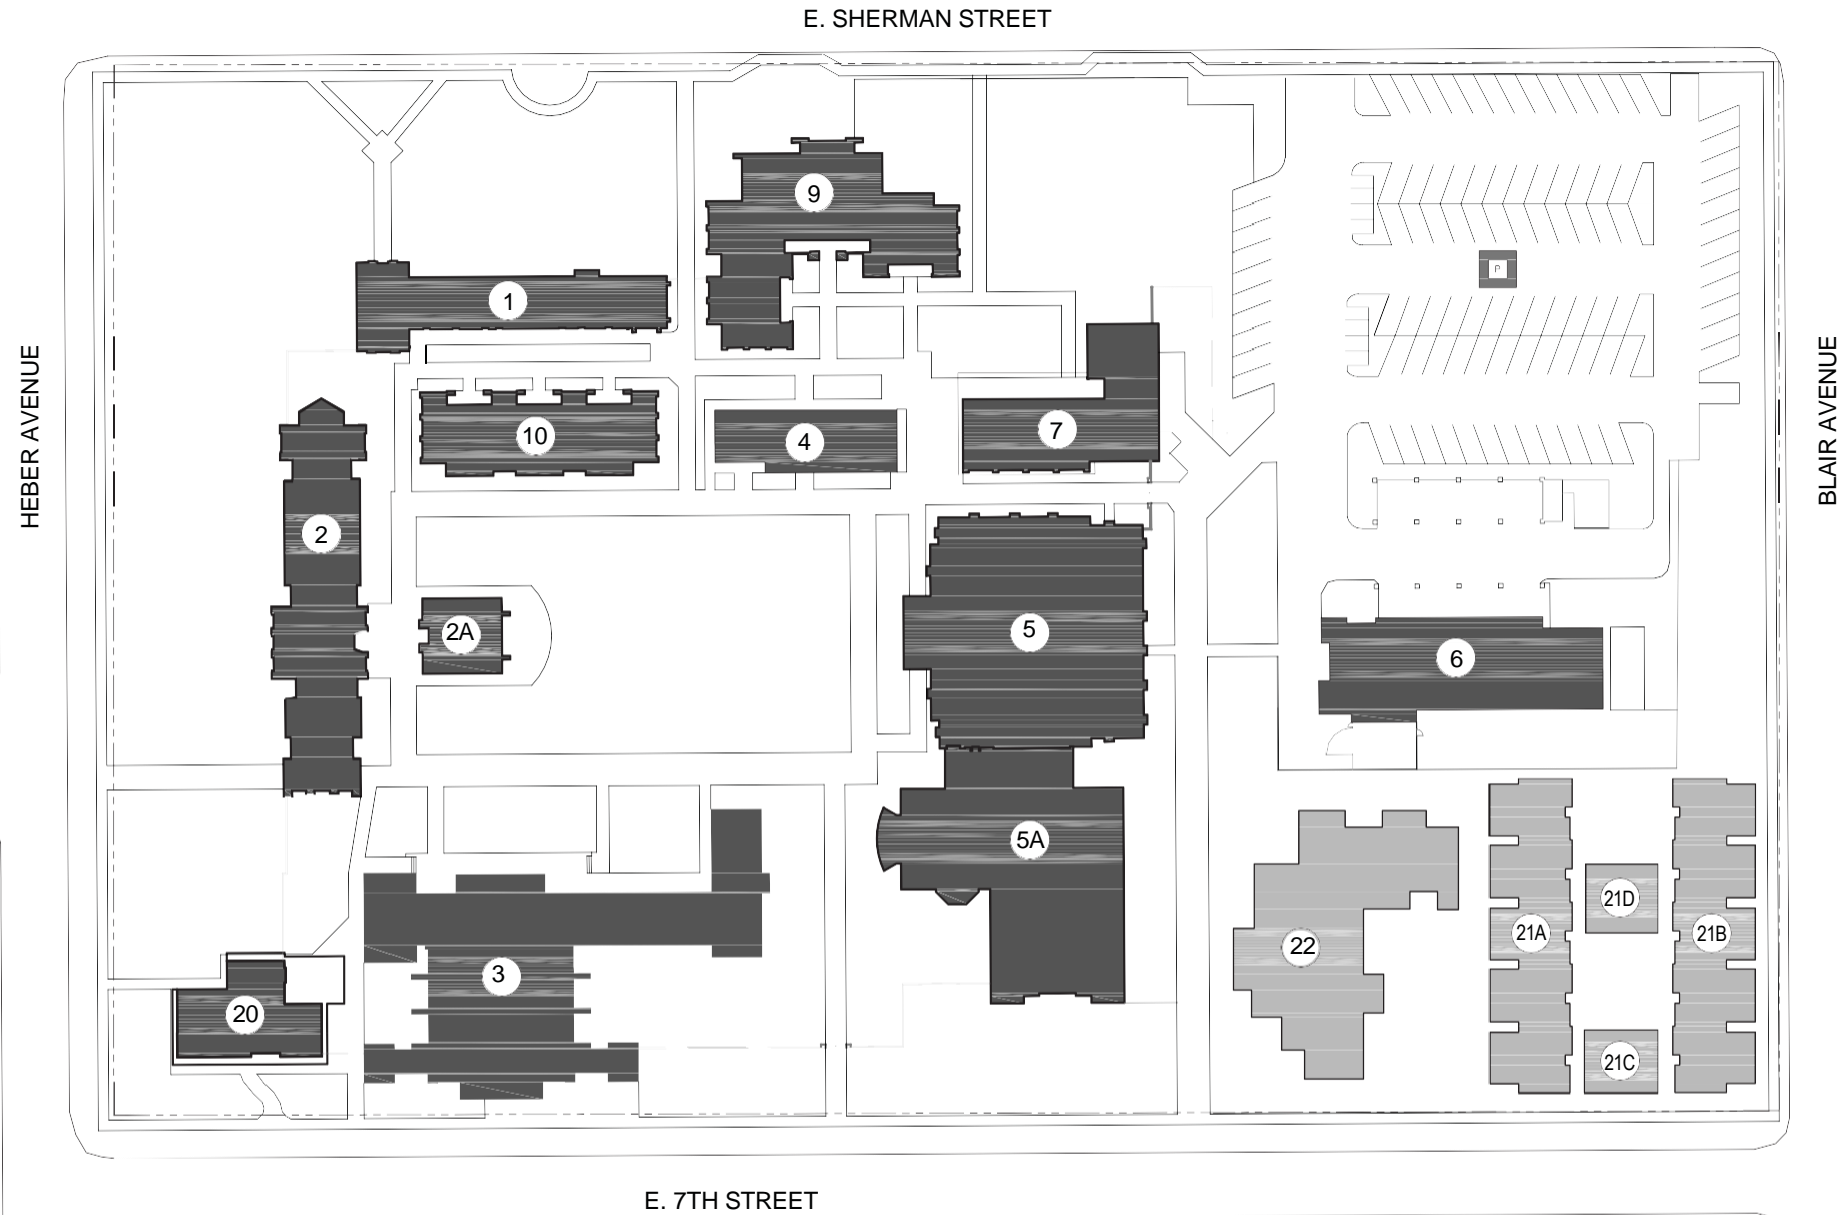 E. SHERMAN STREET
9
P
1
HEBER AVENUE
BLAIR AVENUE
10
4
7
2
2A
5
6
5A
21D
22
21A
21B
3
20
21C
E. 7TH STREET